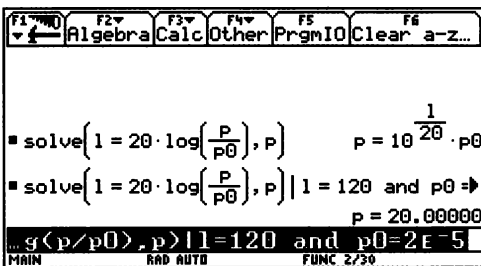 F1 F2 F3 F4 F5 F6
Algebra Calc Other PrgmIO Clear a-z…
▪ solve(l = 20·log(p/p0), p) p = 10^(l/20)·p0
▪ solve(l = 20·log(p/p0), p) | l = 120 and p0 =▶
p = 20.00000
…g(p/p0),p)|l=120 and p0=2ᴇ-5
MAIN RAD AUTO FUNC 2/30